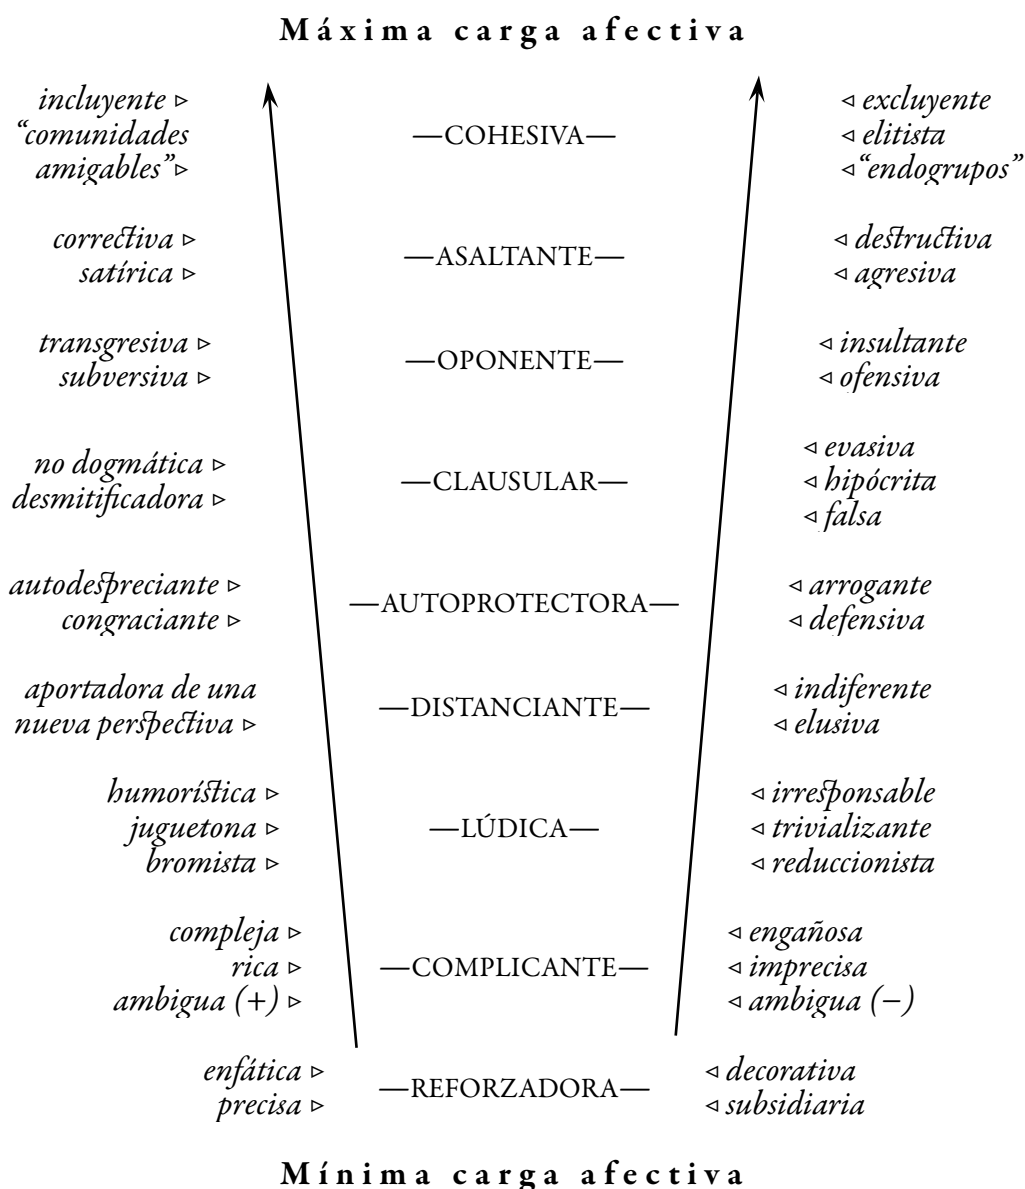 Máxima carga afectiva
incluyente ▹
“comunidades
amigables”▹
—COHESIVA—
◃ excluyente
◃ elitista
◃“endogrupos”
correctiva ▹
satírica ▹
—ASALTANTE—
◃ destructiva
◃ agresiva
transgresiva ▹
subversiva ▹
—OPONENTE—
◃ insultante
◃ ofensiva
no dogmática ▹
desmitificadora ▹
—CLAUSULAR—
◃ evasiva
◃ hipócrita
◃ falsa
autodespreciante ▹
congraciante ▹
—AUTOPROTECTORA—
◃ arrogante
◃ defensiva
aportadora de una
nueva perspectiva ▹
—DISTANCIANTE—
◃ indiferente
◃ elusiva
humorística ▹
juguetona ▹
bromista ▹
—LÚDICA—
◃ irresponsable
◃ trivializante
◃ reduccionista
compleja ▹
rica ▹
ambigua (+) ▹
—COMPLICANTE—
◃ engañosa
◃ imprecisa
◃ ambigua (−)
enfática ▹
precisa ▹
—REFORZADORA—
◃ decorativa
◃ subsidiaria
Mínima carga afectiva